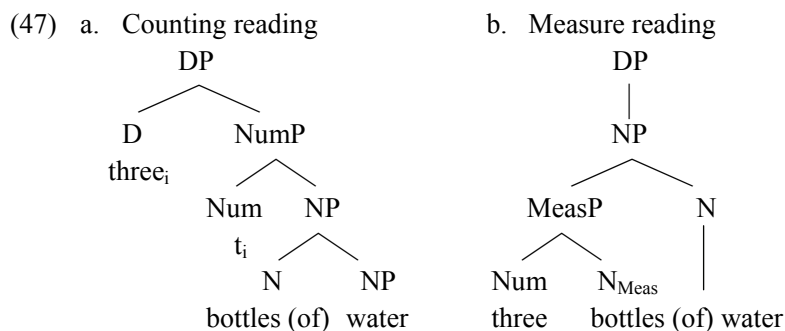 (47) a. Counting reading b. Measure reading
DP DP
D NumP NP
three_i
Num NP MeasP N
t_i
N NP Num N_Meas
bottles (of) water three bottles (of) water